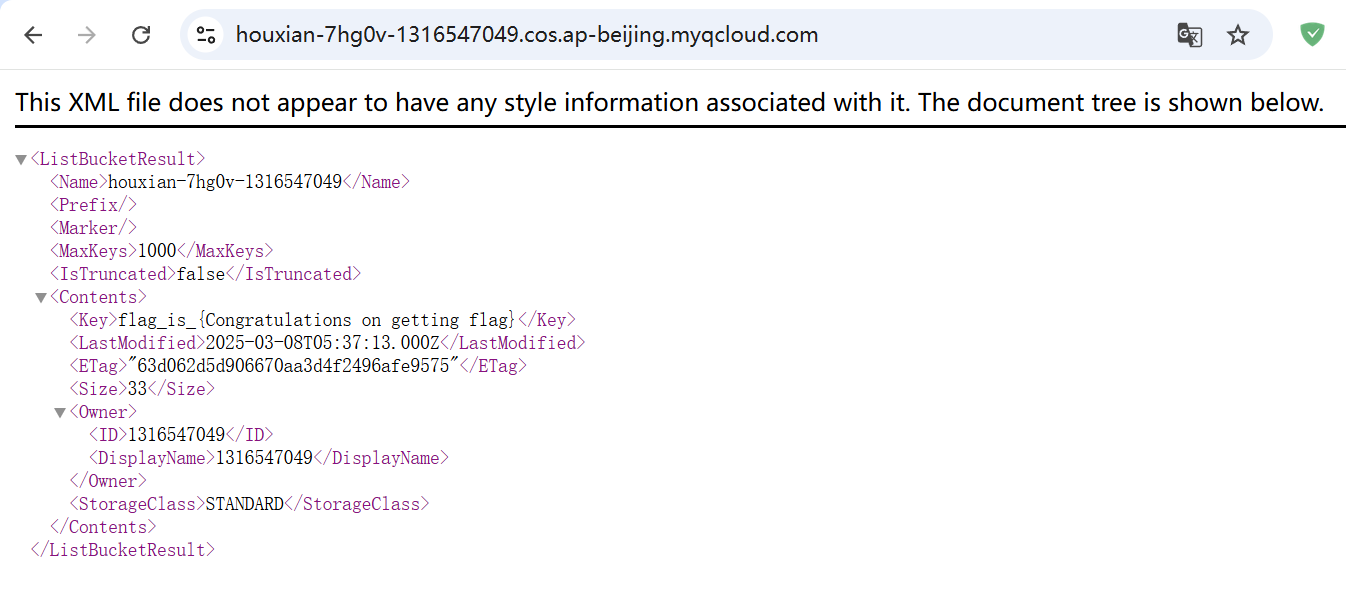 houxian-7hg0v-1316547049.cos.ap-beijing.myqcloud.com
This XML file does not appear to have any style information associated with it. The document tree is shown below.
▼<ListBucketResult>
<Name>houxian-7hg0v-1316547049</Name>
<Prefix/>
<Marker/>
<MaxKeys>1000</MaxKeys>
<IsTruncated>false</IsTruncated>
▼<Contents>
<Key>flag_is_{Congratulations on getting flag}</Key>
<LastModified>2025-03-08T05:37:13.000Z</LastModified>
<ETag>"63d062d5d906670aa3d4f2496afe9575"</ETag>
<Size>33</Size>
▼<Owner>
<ID>1316547049</ID>
<DisplayName>1316547049</DisplayName>
</Owner>
<StorageClass>STANDARD</StorageClass>
</Contents>
</ListBucketResult>